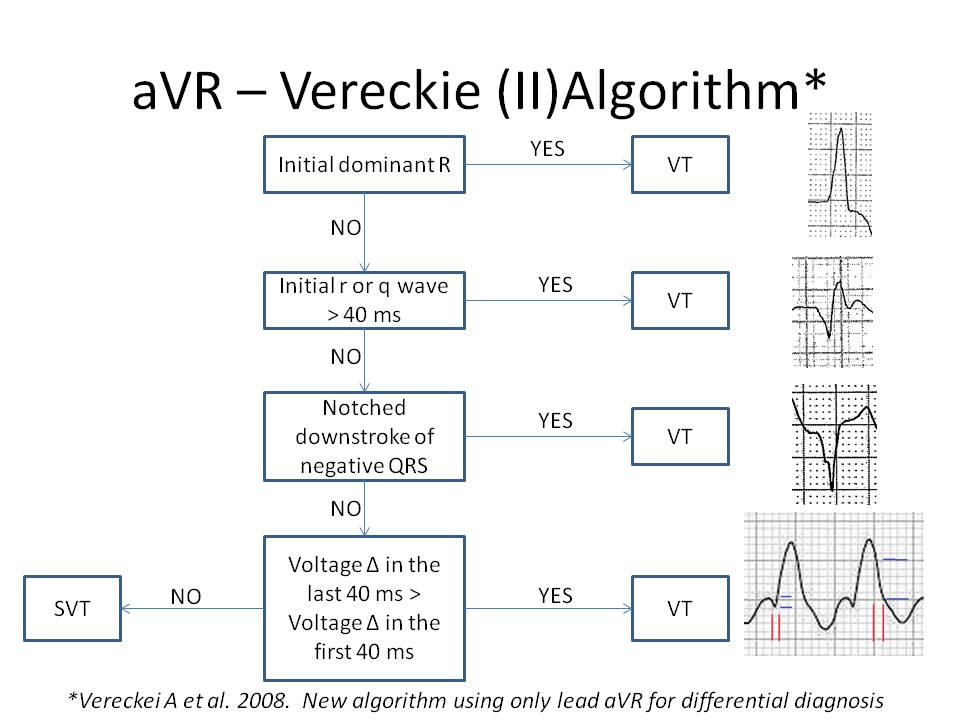 aVR – Vereckie (II)Algorithm*
Initial dominant R
YES
VT
NO
Initial r or q wave
> 40 ms
YES
VT
NO
Notched
downstroke of
negative QRS
YES
VT
NO
Voltage Δ in the
last 40 ms >
Voltage Δ in the
first 40 ms
NO
SVT
YES
VT
*Vereckei A et al. 2008.  New algorithm using only lead aVR for differential diagnosis